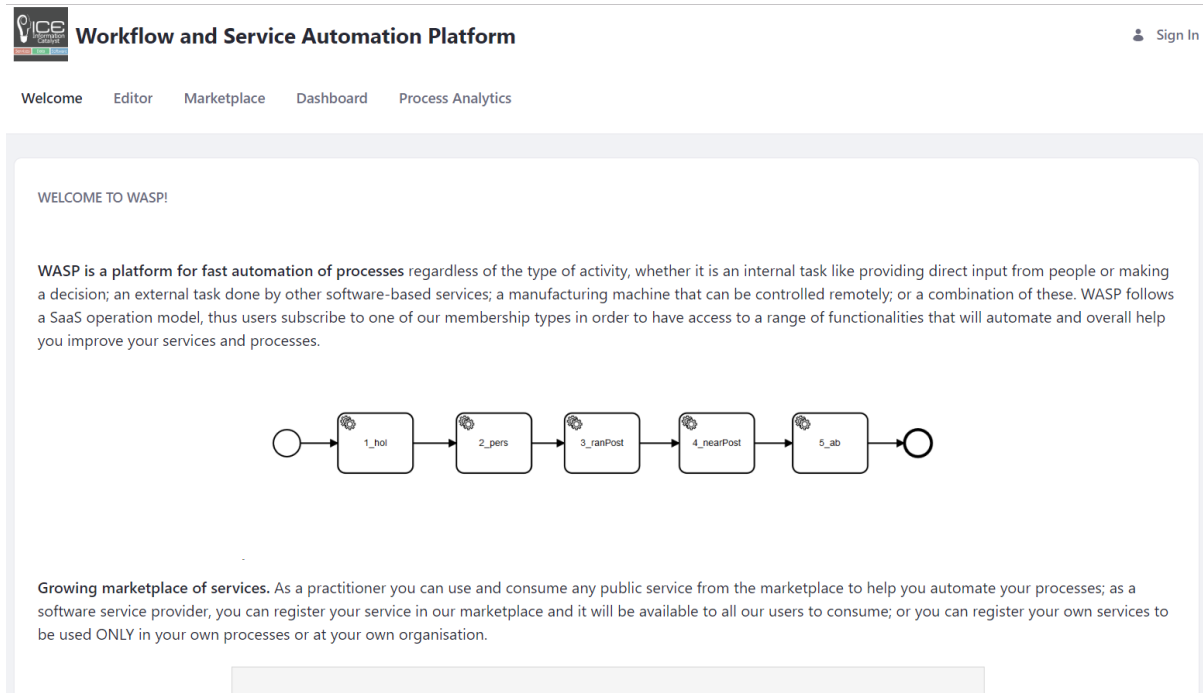 ICE
Information
Catalyst
Workflow and Service Automation Platform
Sign In
Welcome Editor Marketplace Dashboard Process Analytics
WELCOME TO WASP!
WASP is a platform for fast automation of processes regardless of the type of activity, whether it is an internal task like providing direct input from people or making
a decision; an external task done by other software-based services; a manufacturing machine that can be controlled remotely; or a combination of these. WASP follows
a SaaS operation model, thus users subscribe to one of our membership types in order to have access to a range of functionalities that will automate and overall help
you improve your services and processes.
1_hol 2_pers 3_ranPost 4_nearPost 5_ab
Growing marketplace of services. As a practitioner you can use and consume any public service from the marketplace to help you automate your processes; as a
software service provider, you can register your service in our marketplace and it will be available to all our users to consume; or you can register your own services to
be used ONLY in your own processes or at your own organisation.